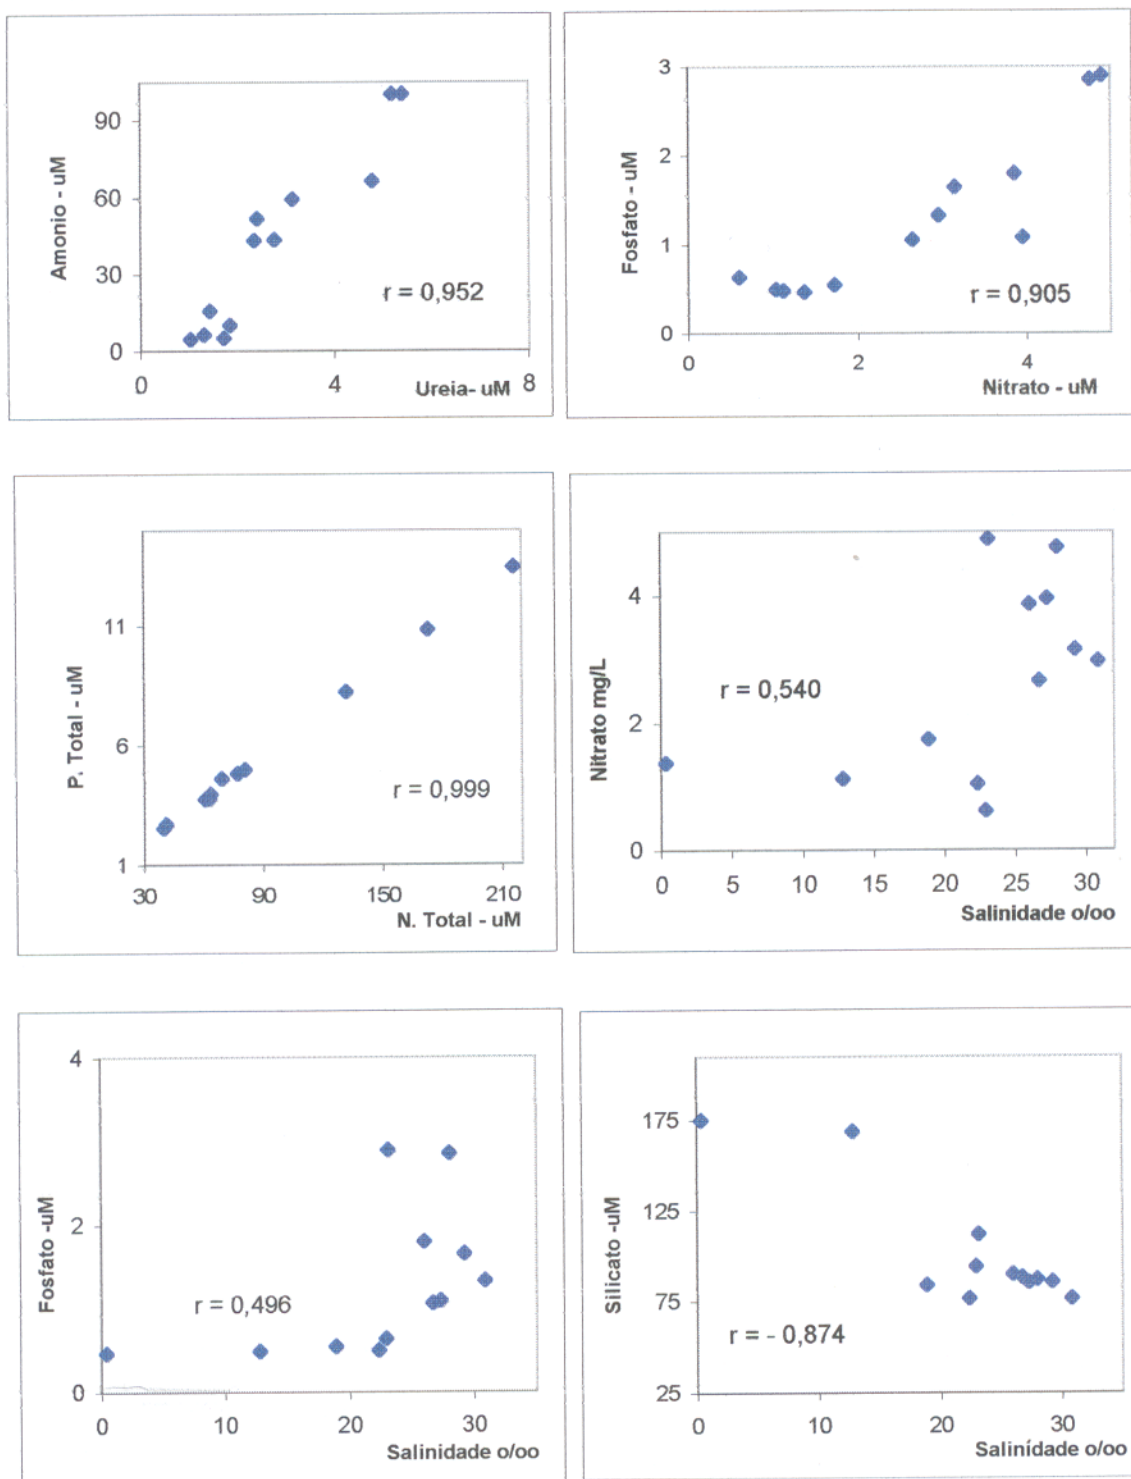 90
60
30
0
Amonio - uM
r = 0,952
0
4
8
Ureia- uM
3
2
1
0
Fosfato - uM
r = 0,905
0
2
4
Nitrato - uM
11
6
1
P. Total - uM
r = 0,999
30
90
150
210
N. Total - uM
4
2
0
Nitrato mg/L
r = 0,540
0
5
10
15
20
25
30
Salinidade o/oo
4
2
0
Fosfato -uM
r = 0,496
0
10
20
30
Salinidade o/oo
175
125
75
25
Silicato -uM
r = - 0,874
0
10
20
30
Salinidade o/oo